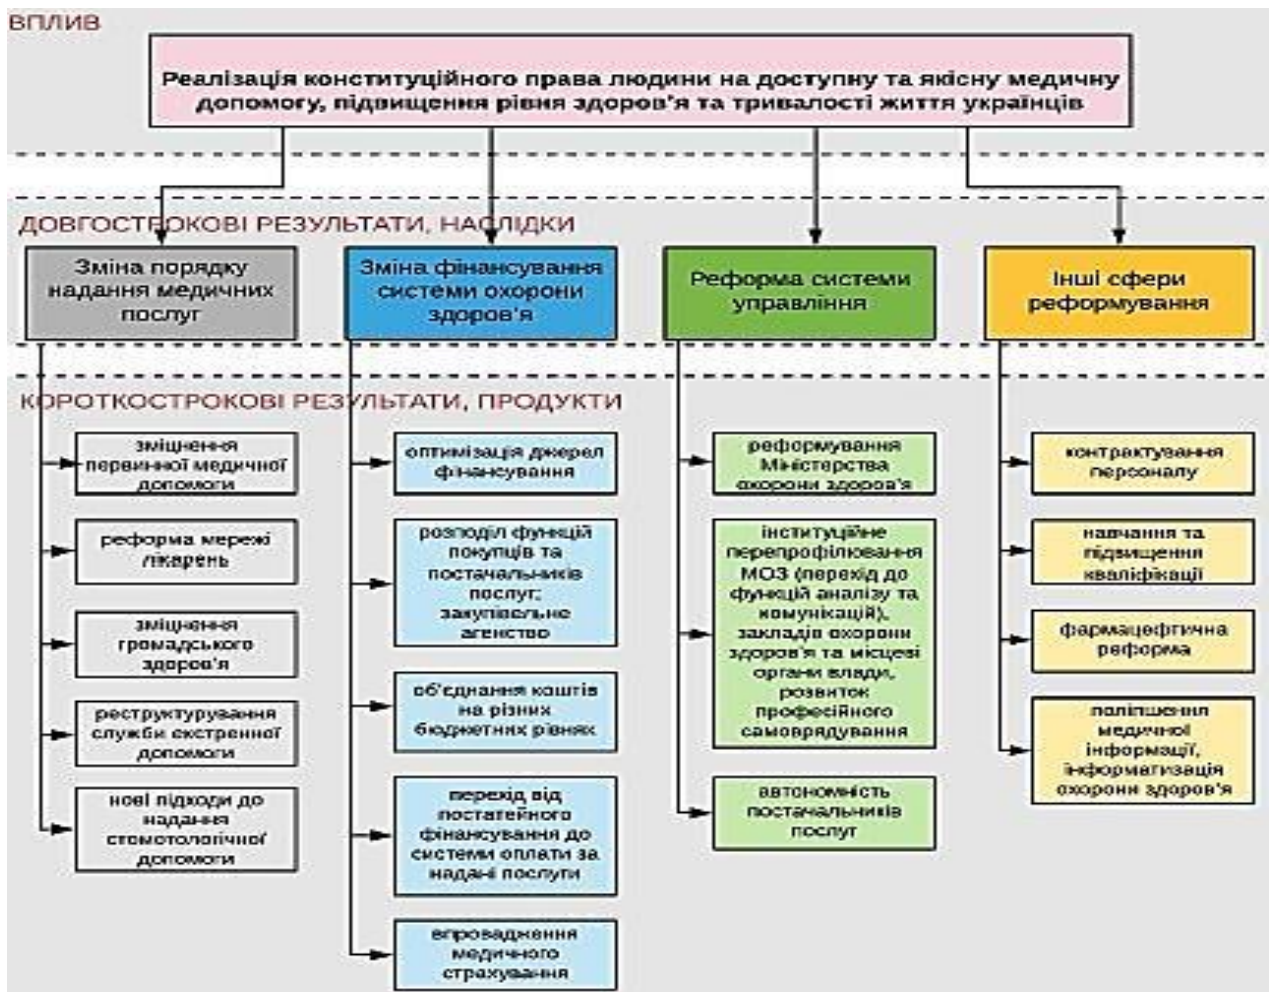 ВПЛИВ
Реалізація конституційного права людини на доступну та якісну медичну
допомогу, підвищення рівня здоров'я та тривалості життя українців
ДОВГОСТРОКОВІ РЕЗУЛЬТАТИ, НАСЛІДКИ
Зміна порядку
надання медичних
послуг
Зміна фінансування
системи охорони
здоров'я
Реформа системи
управління
Інші сфери
реформування
КОРОТКОСТРОКОВІ РЕЗУЛЬТАТИ, ПРОДУКТИ
зміцнення
первинної медичної
допомоги
реформа мережі
лікарень
зміцнення
громадського
здоров'я
реструктурування
служби екстренної
допомоги
нові підходи до
надання
стомотологічної
допомоги
оптимізація джерел
фінансування
розподіл функцій
покупців та
постачальників
послуг;
закупівельне
агенство
об'єднання коштів
на різних
бюджетних рівнях
перехід від
постатейного
фінансування до
системи оплати за
надані послуги
впровадження
медичного
страхування
реформування
Міністерства
охорони здоров'я
інституційне
перепрофілювання
МОЗ (перехід до
функцій аналізу та
комунікацій),
закладів охорони
здоров'я та місцеві
органи влади,
розвиток
професійного
самоврядування
автономність
постачальників
послуг
контрактування
персоналу
навчання та
підвищення
кваліфікації
фармацефтична
реформа
поліпшення
медичної
інформації,
інформатизація
охорони здоров'я